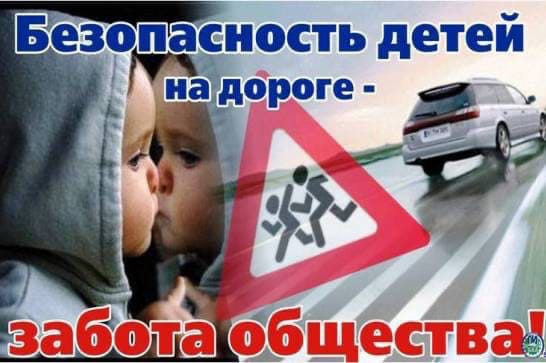 Безопасность детей
на дороге -
забота общества!